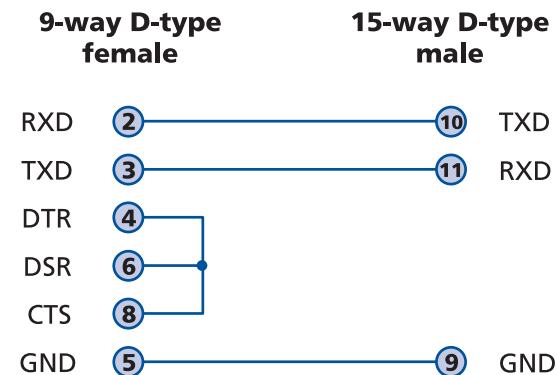 9-way D-type
female
15-way D-type
male
RXD 2 10 TXD
TXD 3 11 RXD
DTR 4
DSR 6
CTS 8
GND 5 9 GND